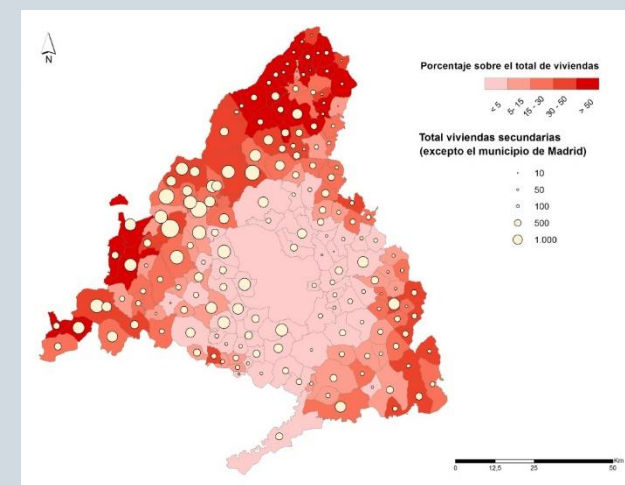 N
Porcentaje sobre el total de viviendas
< 5
5-15
15 - 30
30 - 50
> 50
Total viviendas secundarias
(excepto el municipio de Madrid)
10
50
100
500
1.000
Km
0 12,5 25 50